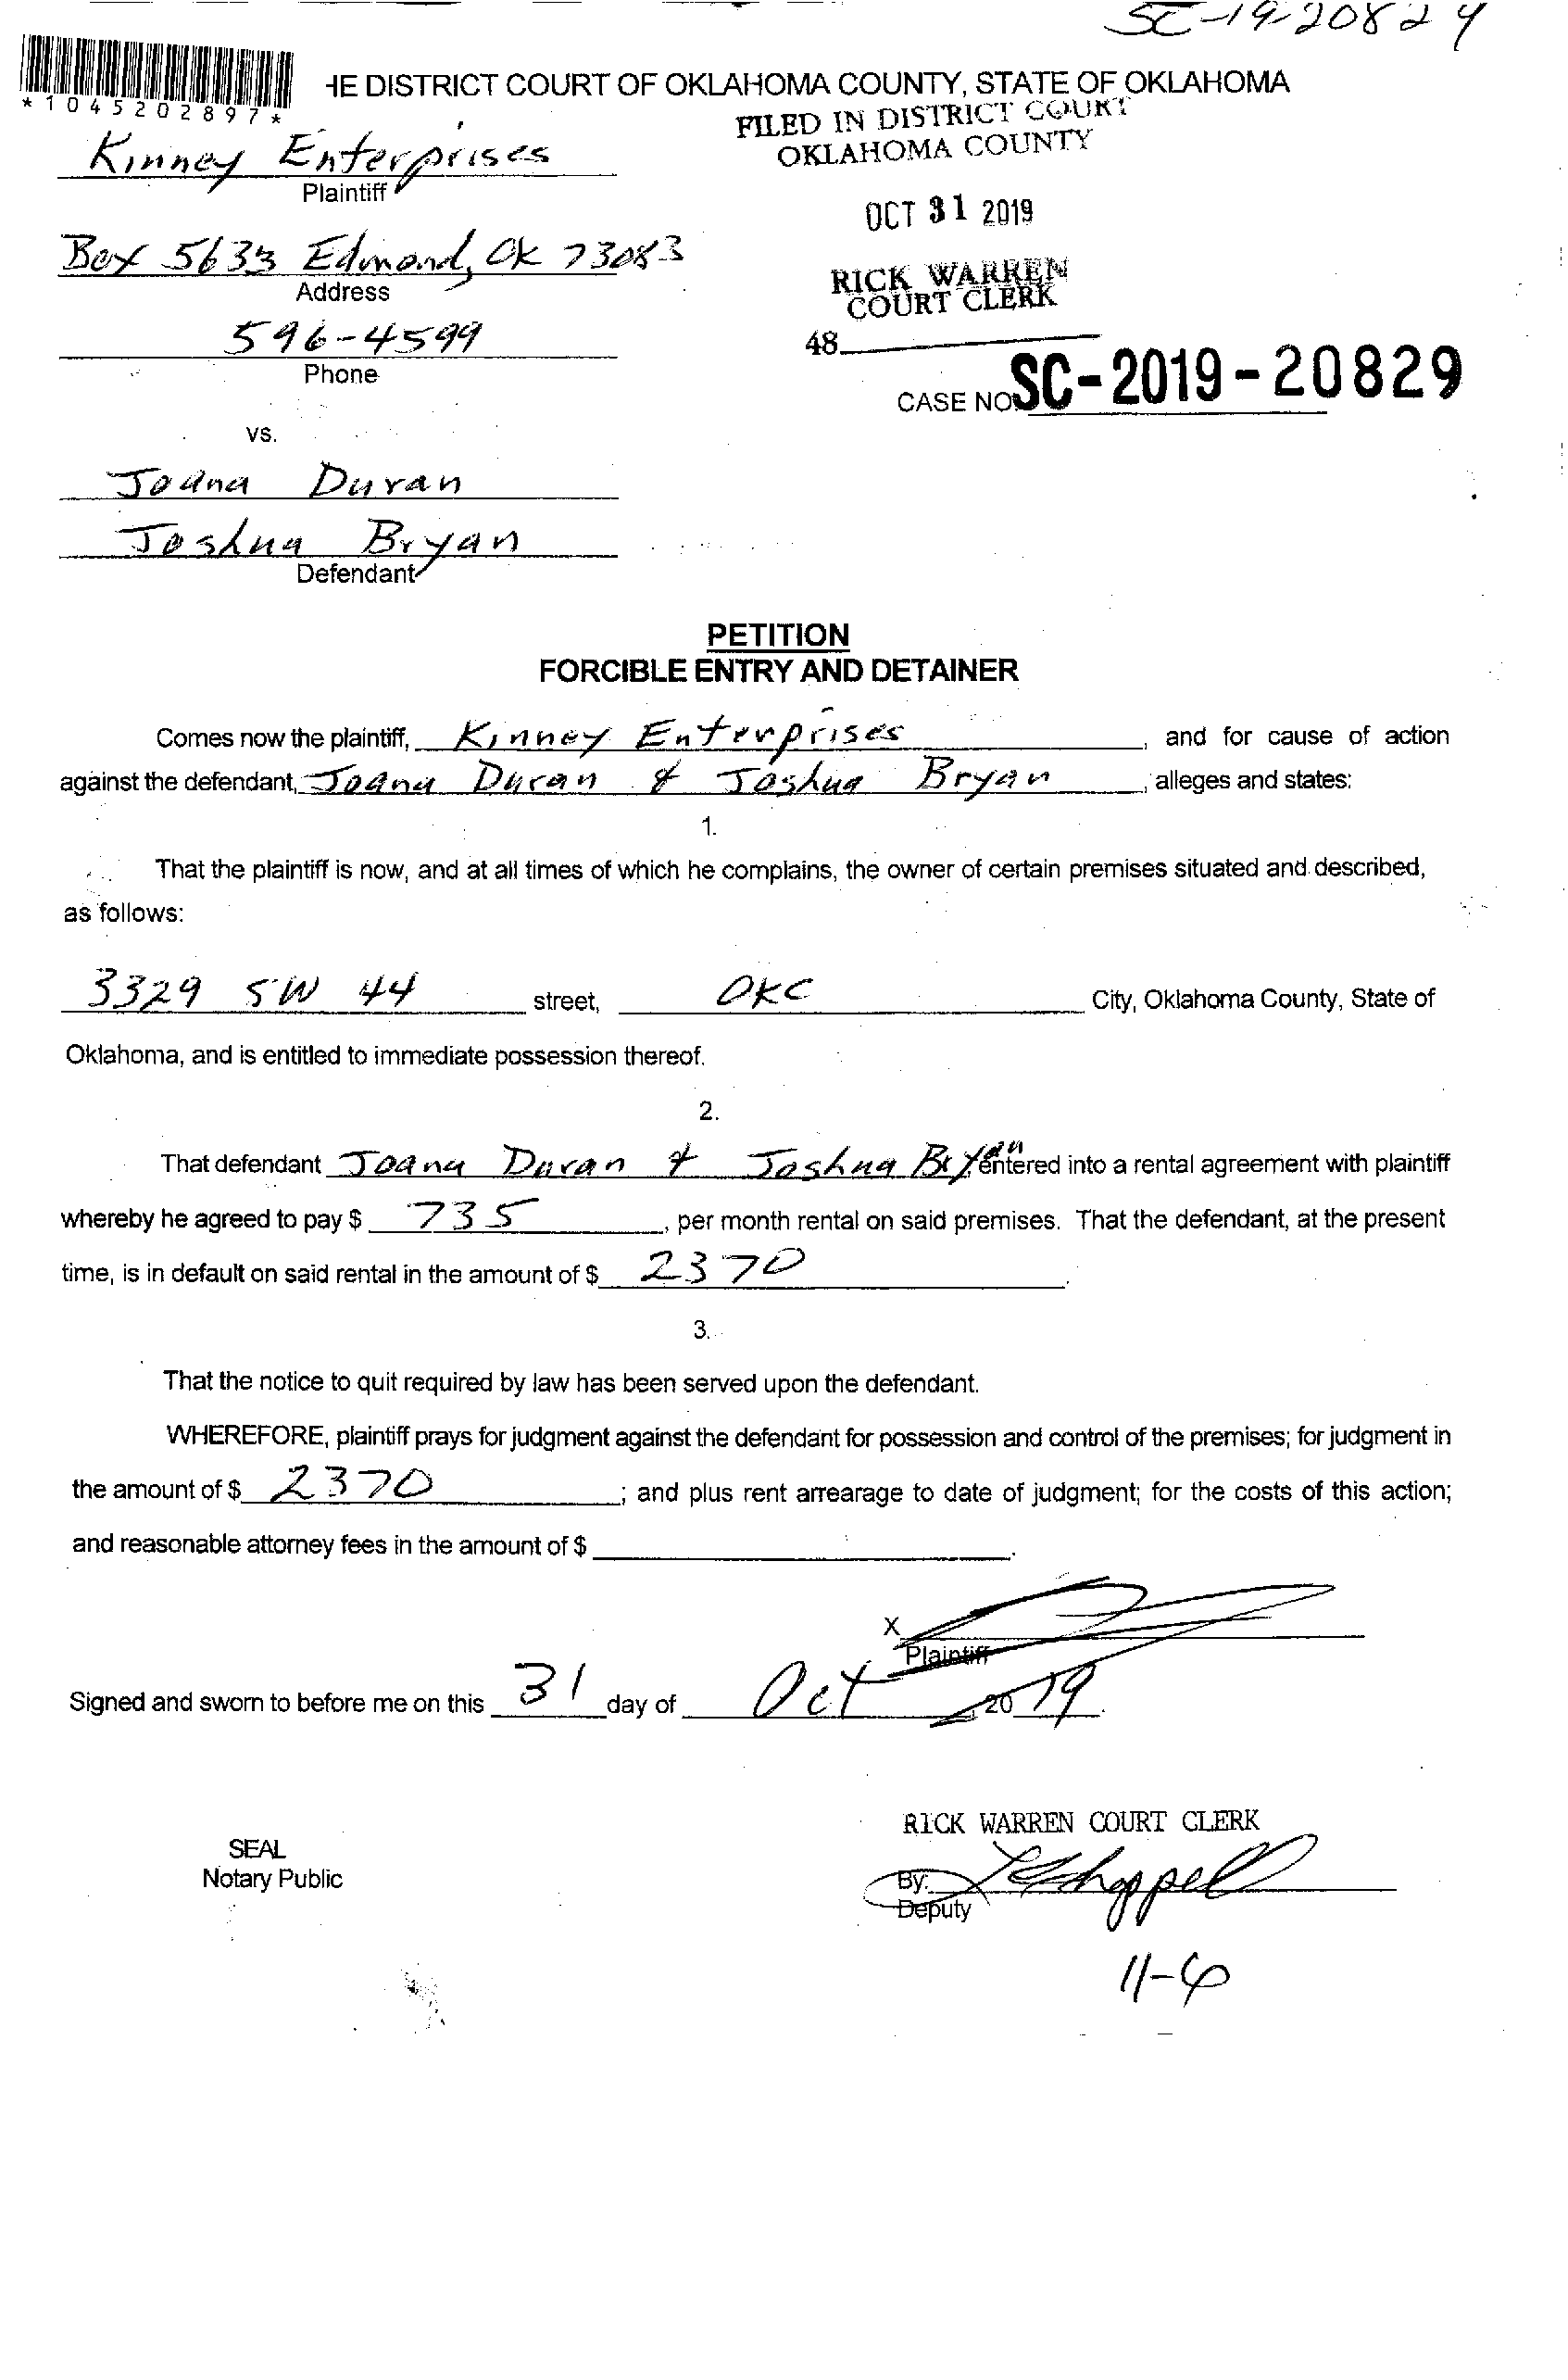 SC-19-20829
*1045202897*
HE DISTRICT COURT OF OKLAHOMA COUNTY, STATE OF OKLAHOMA
FILED IN DISTRICT COURT
OKLAHOMA COUNTY
Kinney Enterprises
Plaintiff
OCT 31 2019
Box 5633 Edmond, OK 73083
Address
RICK WARREN
COURT CLERK
596-4599
Phone
48
CASE NO. SC-2019-20829
vs.
Joana Duran
Joshua Bryan
Defendant
PETITION
FORCIBLE ENTRY AND DETAINER
Comes now the plaintiff, Kinney Enterprises, and for cause of action
against the defendant, Joana Duran & Joshua Bryan, alleges and states:
1.
That the plaintiff is now, and at all times of which he complains, the owner of certain premises situated and described,
as follows:
3329 SW 44 street, OKC City, Oklahoma County, State of
Oklahoma, and is entitled to immediate possession thereof.
2.
That defendant Joana Duran & Joshua Bryan entered into a rental agreement with plaintiff
whereby he agreed to pay $ 735, per month rental on said premises. That the defendant, at the present
time, is in default on said rental in the amount of $ 2370.
3.
That the notice to quit required by law has been served upon the defendant.
WHEREFORE, plaintiff prays for judgment against the defendant for possession and control of the premises; for judgment in
the amount of $ 2370; and plus rent arrearage to date of judgment; for the costs of this action;
and reasonable attorney fees in the amount of $ .
X
Plaintiff
Signed and sworn to before me on this 31 day of Oct, 2019.
RICK WARREN COURT CLERK
SEAL
Notary Public
By:
Deputy
11-6